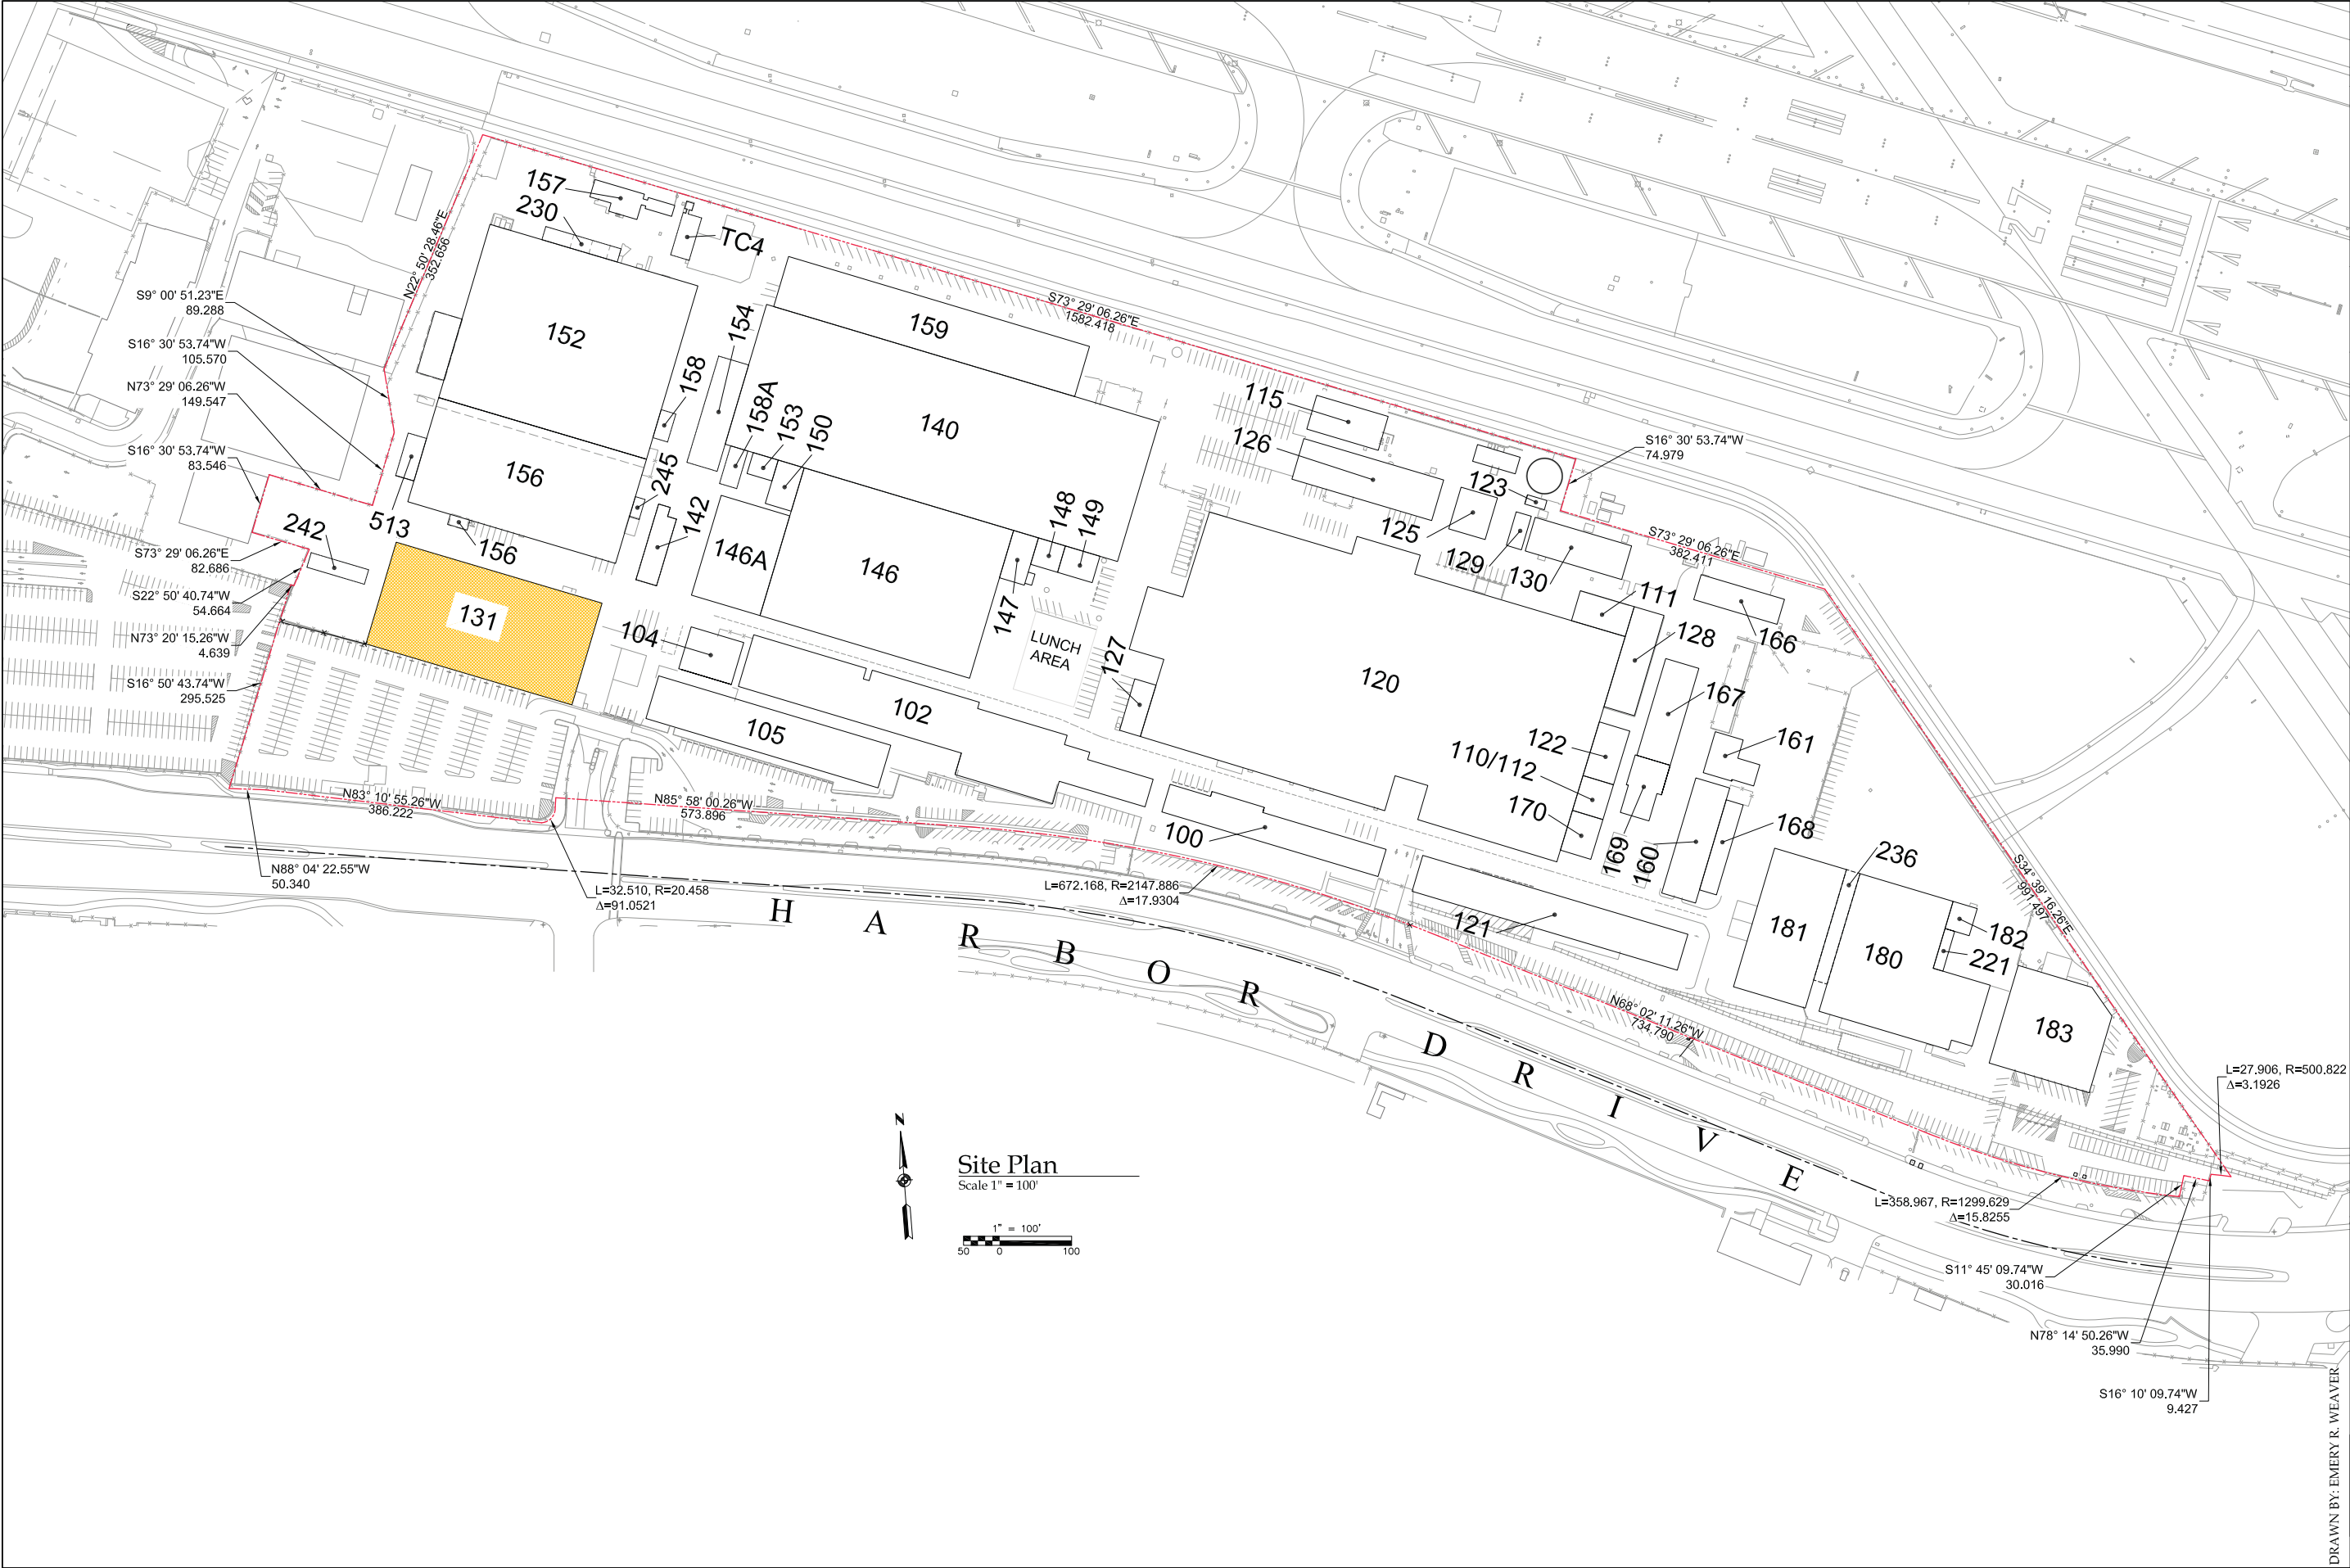 157
230
TC4
N22° 50' 28.46"E
352.656
S9° 00' 51.23"E
89.288
S16° 30' 53.74"W
105.570
N73° 29' 06.26"W
149.547
S16° 30' 53.74"W
83.546
S73° 29' 06.26"E
82.686
S22° 50' 40.74"W
54.664
N73° 20' 15.26"W
4.639
S16° 50' 43.74"W
295.525
152
154
158
159
S73° 29' 06.26"E
1582.418
158A
153
150
140
115
126
S16° 30' 53.74"W
74.979
156
245
142
242
513
156
146A
146
148
149
147
123
125
129
130
S73° 29' 06.26"E
382.411
111
128
166
131
104
LUNCH
AREA
127
120
167
105
102
122
161
110/112
170
100
169
160
168
236
N83° 10' 55.26"W
386.222
N85° 58' 00.26"W
573.896
N88° 04' 22.55"W
50.340
L=32.510, R=20.458
Δ=91.0521
L=672.168, R=2147.886
Δ=17.9304
S34° 39' 16.26"E
991.497
121
181
180
182
221
183
HARBOR
DRIVE
N68° 02' 11.26"W
734.790
L=27.906, R=500.822
Δ=3.1926
L=358.967, R=1299.629
Δ=15.8255
S11° 45' 09.74"W
30.016
N78° 14' 50.26"W
35.990
S16° 10' 09.74"W
9.427
N
Site Plan
Scale 1" = 100'
1" = 100'
50 0 100
DRAWN BY: EMERY R. WEAVER